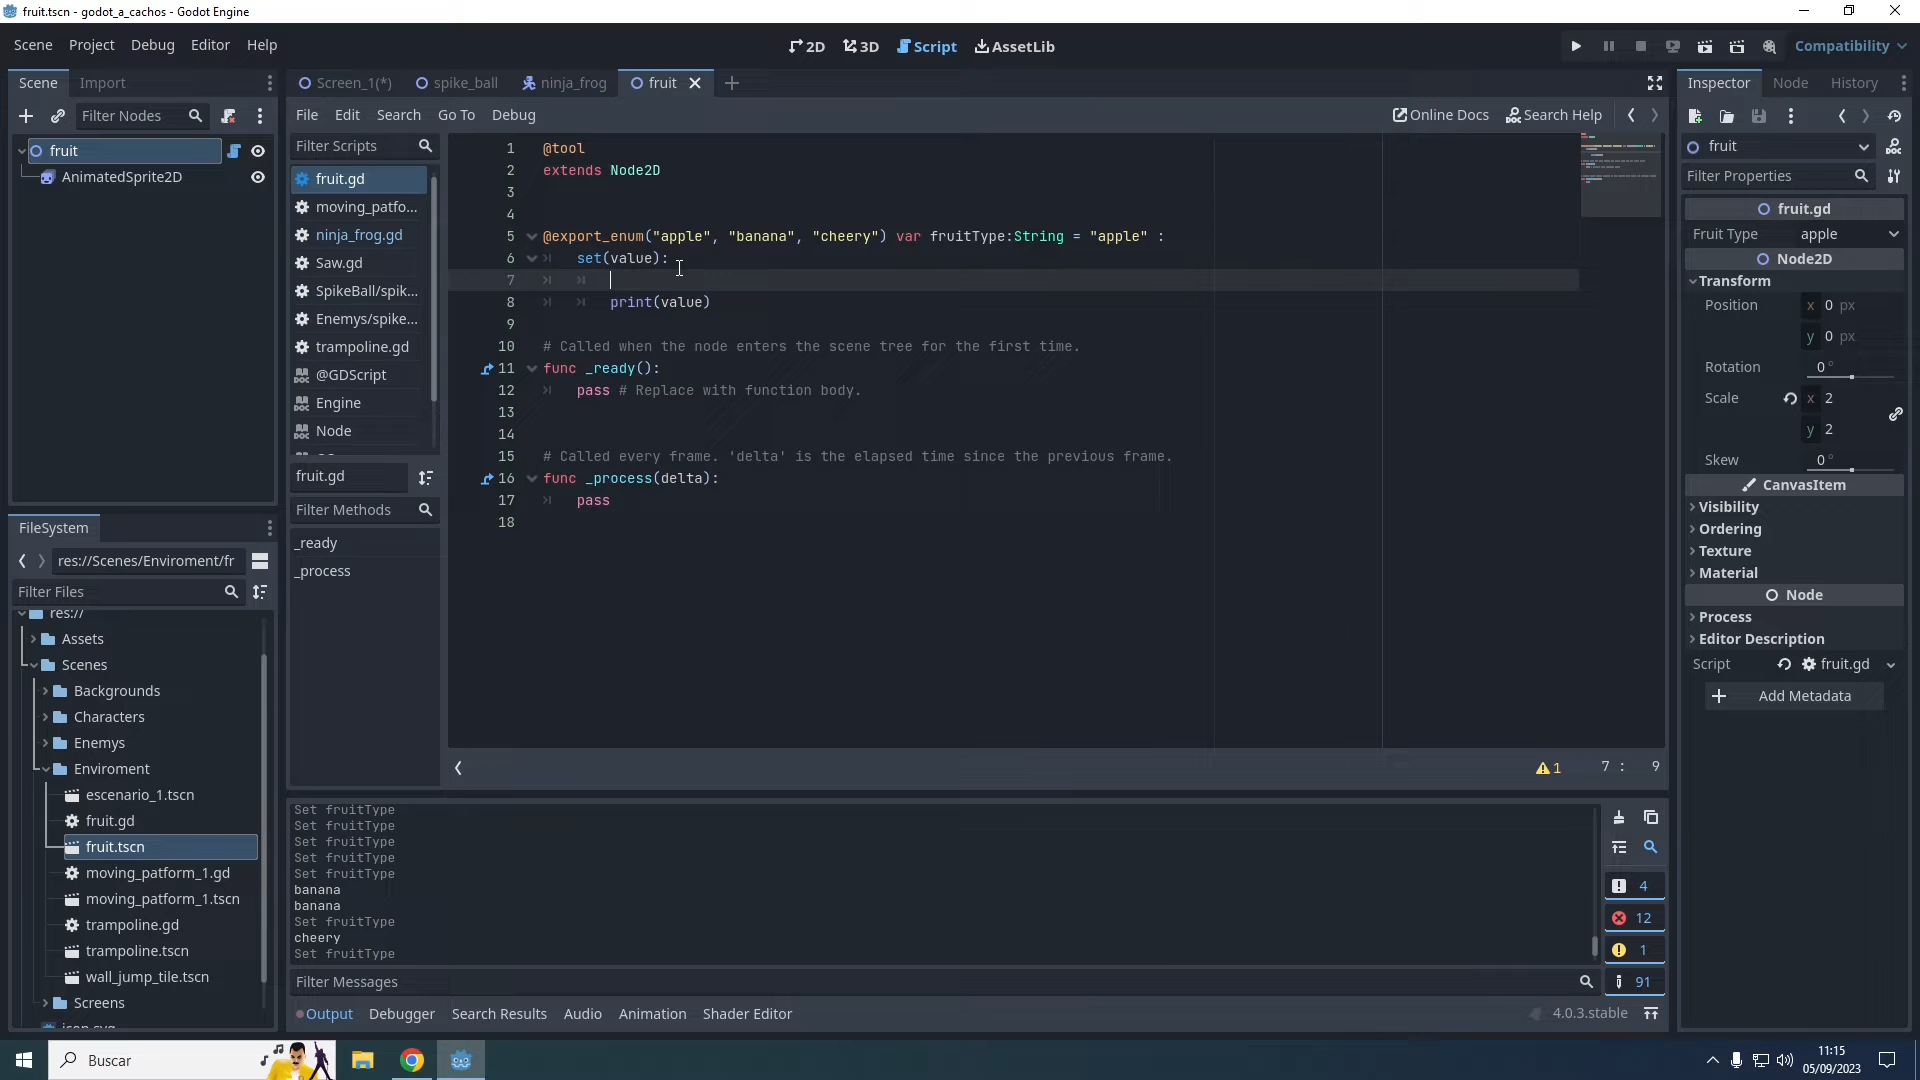 fruit.tscn - godot_a_cachos - Godot Engine
Scene Project Debug Editor Help
2D 3D Script AssetLib
Compatibility
Scene Import
Filter Nodes
fruit
AnimatedSprite2D
FileSystem
res://Scenes/Enviroment/fr
Filter Files
res://
Assets
Scenes
Backgrounds
Characters
Enemys
Enviroment
escenario_1.tscn
fruit.gd
fruit.tscn
moving_patform_1.gd
moving_patform_1.tscn
trampoline.gd
trampoline.tscn
wall_jump_tile.tscn
Screens
icon.svg
Screen_1(*) spike_ball ninja_frog fruit
File Edit Search Go To Debug
Online Docs Search Help
Filter Scripts
fruit.gd
moving_patfo...
ninja_frog.gd
Saw.gd
SpikeBall/spik...
Enemys/spike...
trampoline.gd
@GDScript
Engine
Node
fruit.gd
Filter Methods
_ready
_process
1 @tool
2 extends Node2D
3
4
5 @export_enum("apple", "banana", "cheery") var fruitType:String = "apple" :
6 set(value):
7
8 print(value)
9
10 # Called when the node enters the scene tree for the first time.
11 func _ready():
12 pass # Replace with function body.
13
14
15 # Called every frame. 'delta' is the elapsed time since the previous frame.
16 func _process(delta):
17 pass
18
1 7 : 9
Set fruitType
Set fruitType
Set fruitType
Set fruitType
Set fruitType
banana
banana
Set fruitType
cheery
Set fruitType
4
12
1
91
Filter Messages
Output Debugger Search Results Audio Animation Shader Editor
4.0.3.stable
Inspector Node History
fruit
Filter Properties
fruit.gd
Fruit Type apple
Node2D
Transform
Position x 0 px
y 0 px
Rotation 0 °
Scale x 2
y 2
Skew 0 °
CanvasItem
Visibility
Ordering
Texture
Material
Node
Process
Editor Description
Script fruit.gd
Add Metadata
Buscar
11:15
05/09/2023